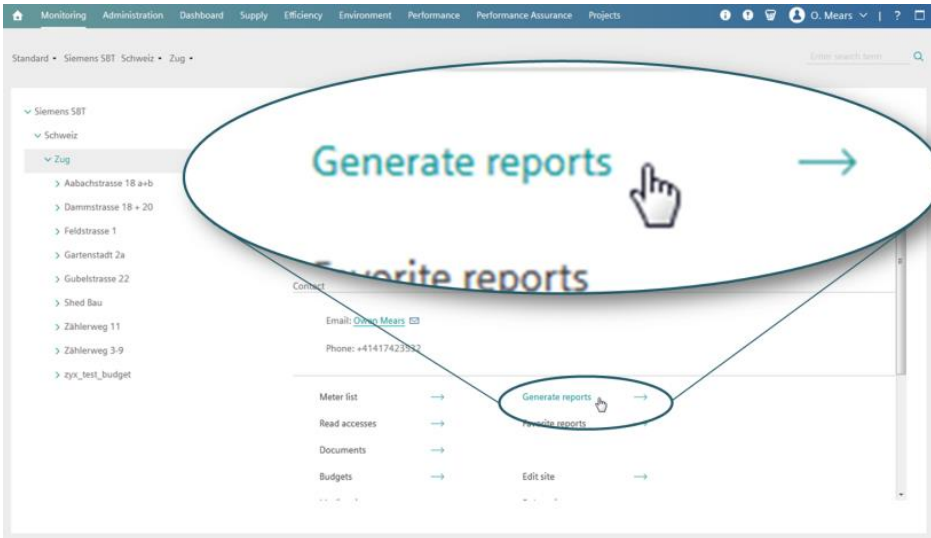 Monitoring Administration Dashboard Supply Efficiency Environment Performance Performance Assurance Projects O. Mears | ?
Standard • Siemens SBT Schweiz • Zug •
Enter search term
Siemens SBT
Schweiz
Zug
Aabachstrasse 18 a+b
Dammstrasse 18 + 20
Feldstrasse 1
Gartenstadt 2a
Gubelstrasse 22
Shed Bau
Zählerweg 11
Zählerweg 3-9
zyx_test_budget
Generate reports
Favorite reports
Contact
Email: Owen Mears
Phone: +41417423532
Meter list
Generate reports
Read accesses
Favorite reports
Documents
Budgets
Edit site